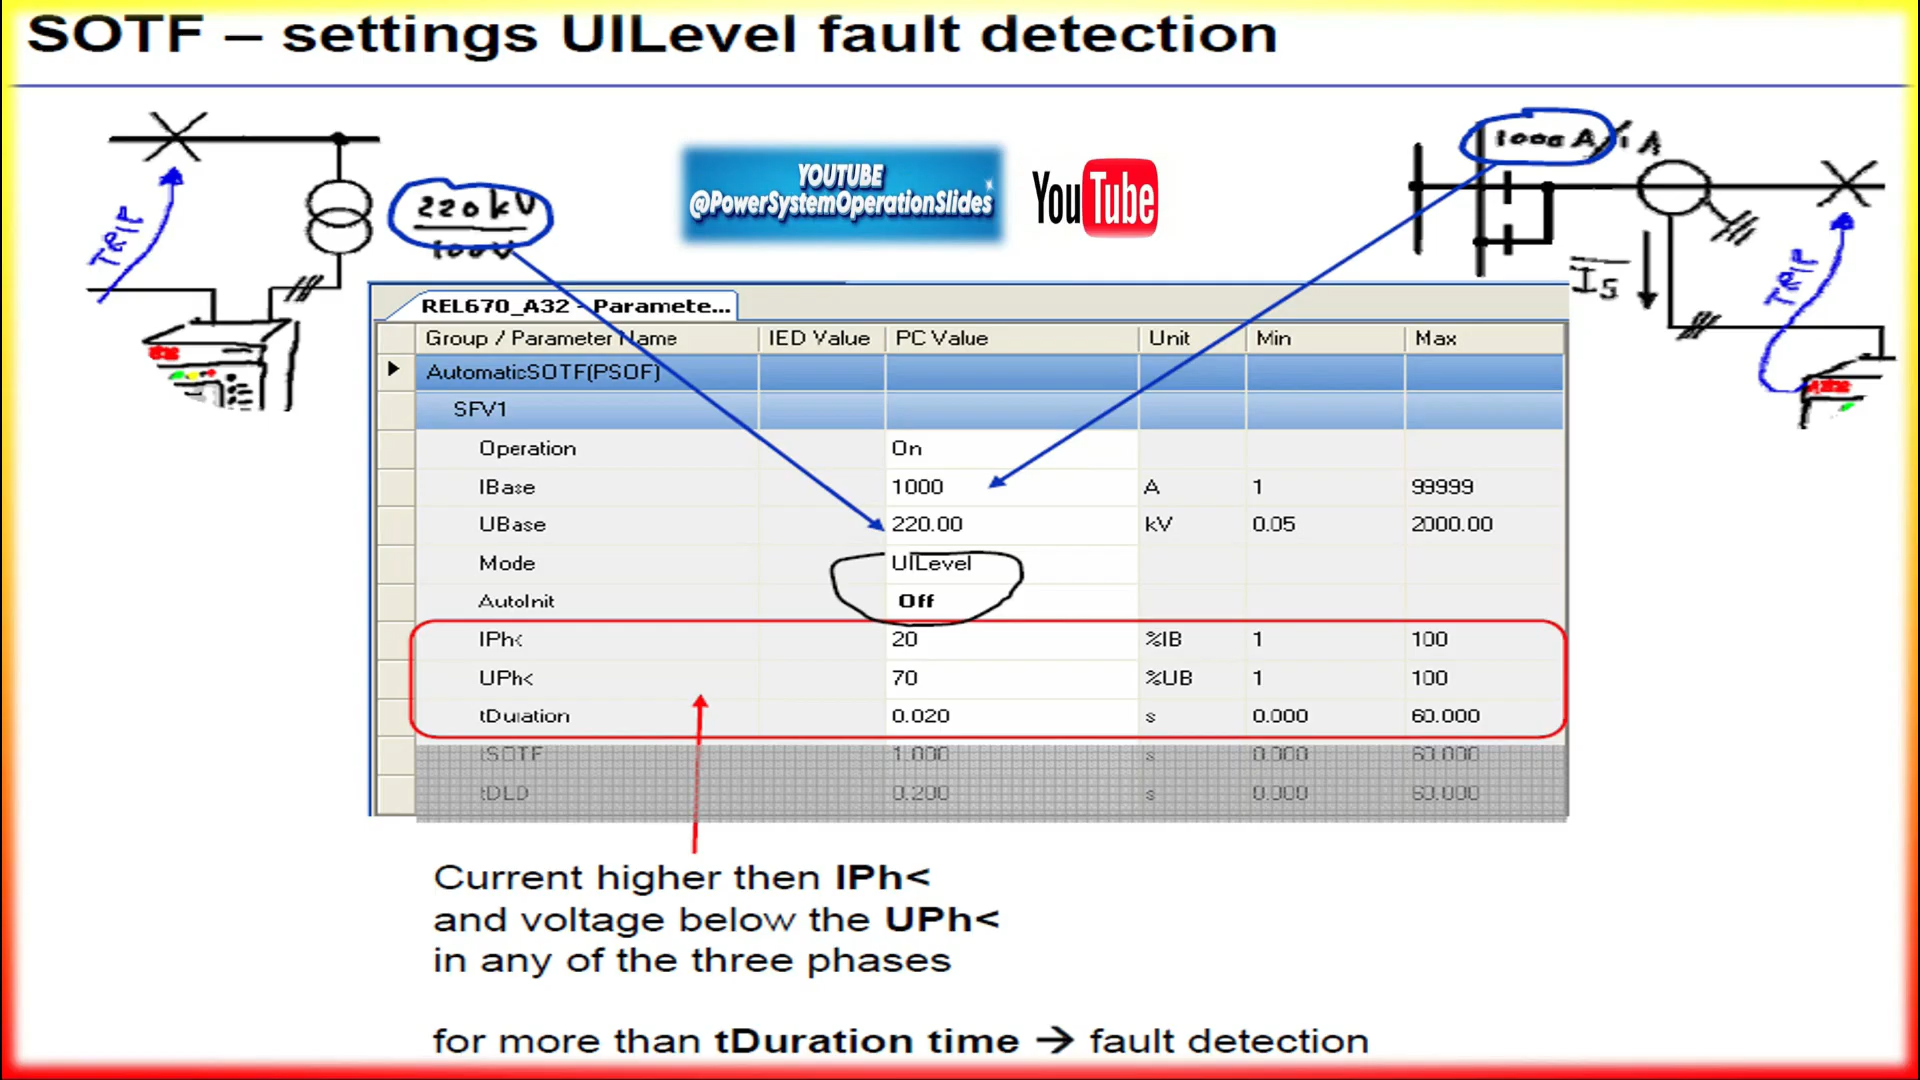 SOTF – settings UILevel fault detection
1000 A/1 A
220 kV
100V
YOUTUBE
@PowerSystemOperationSlides
YouTube
TRIP
IS
TRIP
REL670_A32 - Paramete...
Group / Parameter Name IED Value PC Value Unit Min Max
AutomaticSOTF(PSOF)
SFV1
Operation On
IBase 1000 A 1 99999
UBase 220.00 kV 0.05 2000.00
Mode UILevel
AutoInit Off
IPh< 20 %IB 1 100
UPh< 70 %UB 1 100
tDuration 0.020 s 0.000 60.000
tSOTF 1.000 s 0.000 60.000
tDLD 0.200 s 0.000 60.000
Current higher then IPh<
and voltage below the UPh<
in any of the three phases
for more than tDuration time → fault detection